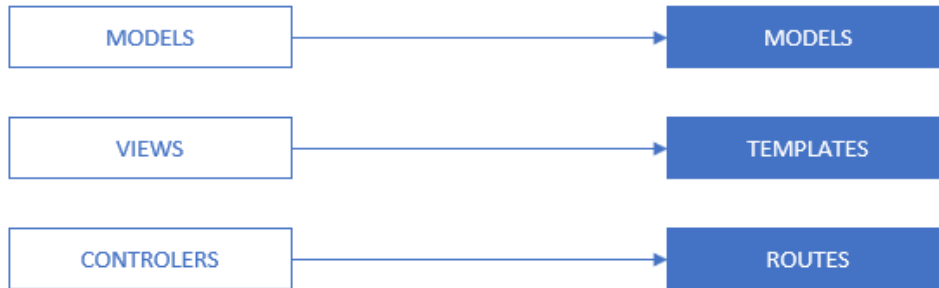 MODELS
MODELS
VIEWS
TEMPLATES
CONTROLERS
ROUTES